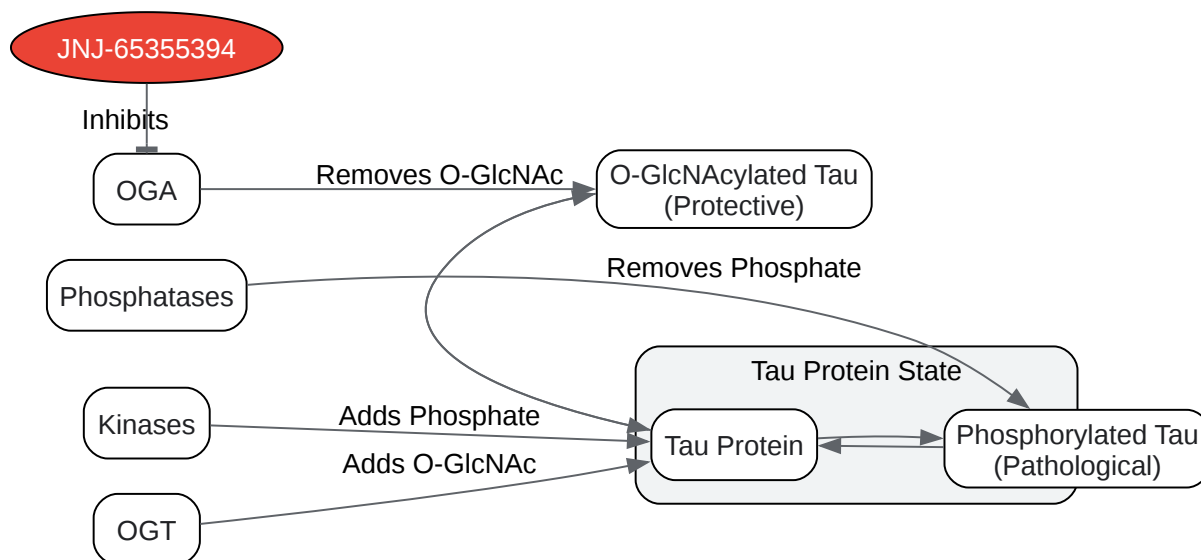 JNJ-65355394
Inhibits
OGA
Removes O-GlcNAc
O-GlcNAcylated Tau
(Protective)
Phosphatases
Removes Phosphate
Tau Protein State
Kinases
Adds Phosphate
Tau Protein
Phosphorylated Tau
(Pathological)
Adds O-GlcNAc
OGT